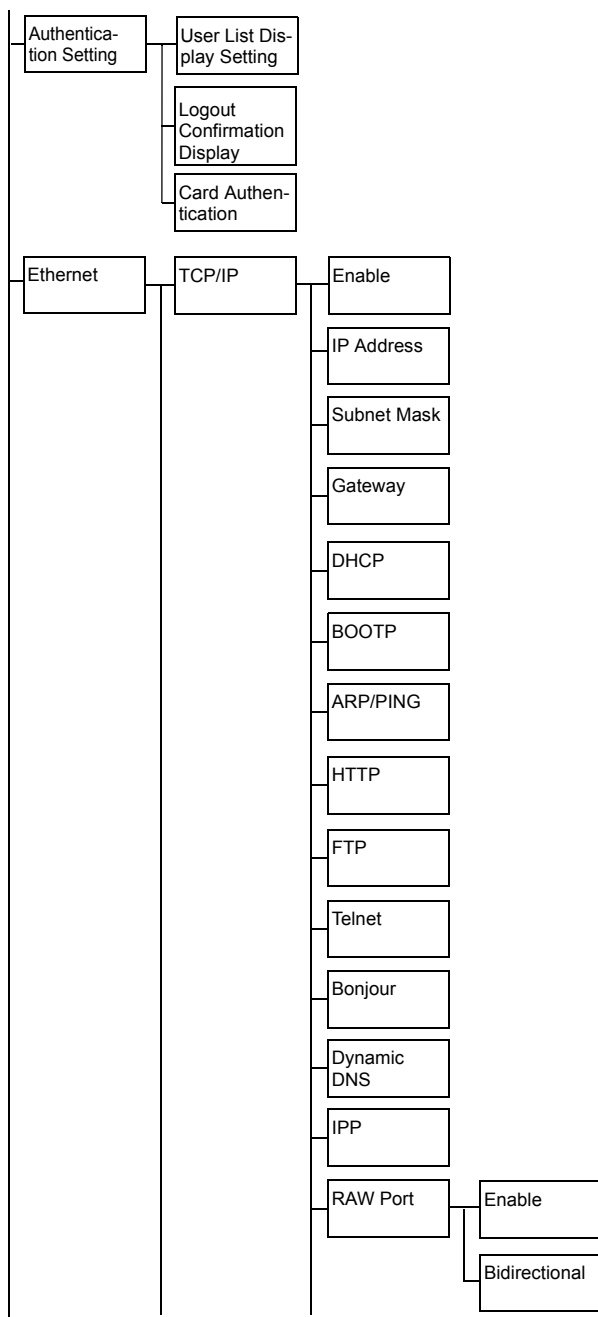 Authentica-
tion Setting
User List Dis-
play Setting
Logout
Confirmation
Display
Card Authen-
tication
Ethernet
TCP/IP
Enable
IP Address
Subnet Mask
Gateway
DHCP
BOOTP
ARP/PING
HTTP
FTP
Telnet
Bonjour
Dynamic
DNS
IPP
RAW Port
Enable
Bidirectional